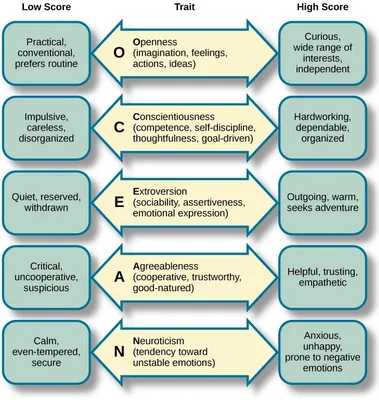 Low Score
Trait
High Score
Practical,
conventional,
prefers routine
O
Openness
(imagination, feelings,
actions, ideas)
Curious,
wide range of
interests,
independent
Impulsive,
careless,
disorganized
C
Conscientiousness
(competence, self-discipline,
thoughtfulness, goal-driven)
Hardworking,
dependable,
organized
Quiet, reserved,
withdrawn
E
Extroversion
(sociability, assertiveness,
emotional expression)
Outgoing, warm,
seeks adventure
Critical,
uncooperative,
suspicious
A
Agreeableness
(cooperative, trustworthy,
good-natured)
Helpful, trusting,
empathetic
Calm,
even-tempered,
secure
N
Neuroticism
(tendency toward
unstable emotions)
Anxious,
unhappy,
prone to negative
emotions